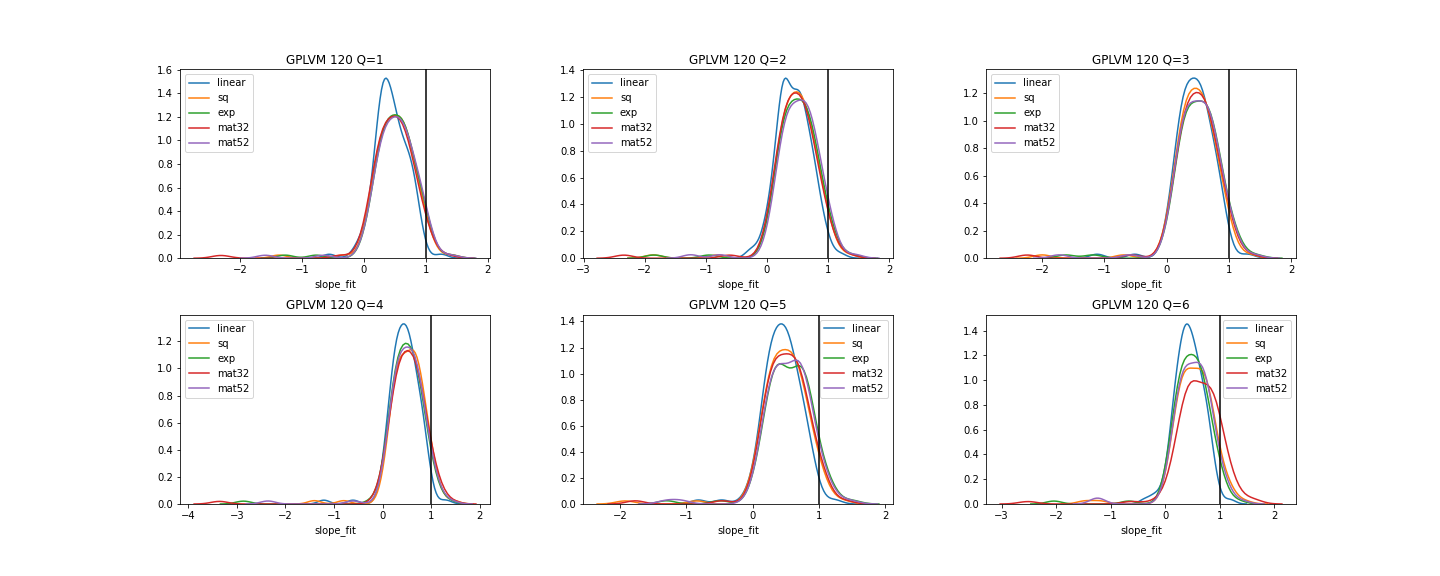 GPLVM 120 Q=1
1.6
1.4
1.2
1.0
0.8
0.6
0.4
0.2
0.0
linear
sq
exp
mat32
mat52
−2
−1
0
1
2
slope_fit
GPLVM 120 Q=2
1.4
1.2
1.0
0.8
0.6
0.4
0.2
0.0
linear
sq
exp
mat32
mat52
−3
−2
−1
0
1
2
slope_fit
GPLVM 120 Q=3
1.2
1.0
0.8
0.6
0.4
0.2
0.0
linear
sq
exp
mat32
mat52
−2
−1
0
1
2
slope_fit
GPLVM 120 Q=4
1.2
1.0
0.8
0.6
0.4
0.2
0.0
linear
sq
exp
mat32
mat52
−4
−3
−2
−1
0
1
2
slope_fit
GPLVM 120 Q=5
1.4
1.2
1.0
0.8
0.6
0.4
0.2
0.0
linear
sq
exp
mat32
mat52
−2
−1
0
1
2
slope_fit
GPLVM 120 Q=6
1.4
1.2
1.0
0.8
0.6
0.4
0.2
0.0
linear
sq
exp
mat32
mat52
−3
−2
−1
0
1
2
slope_fit